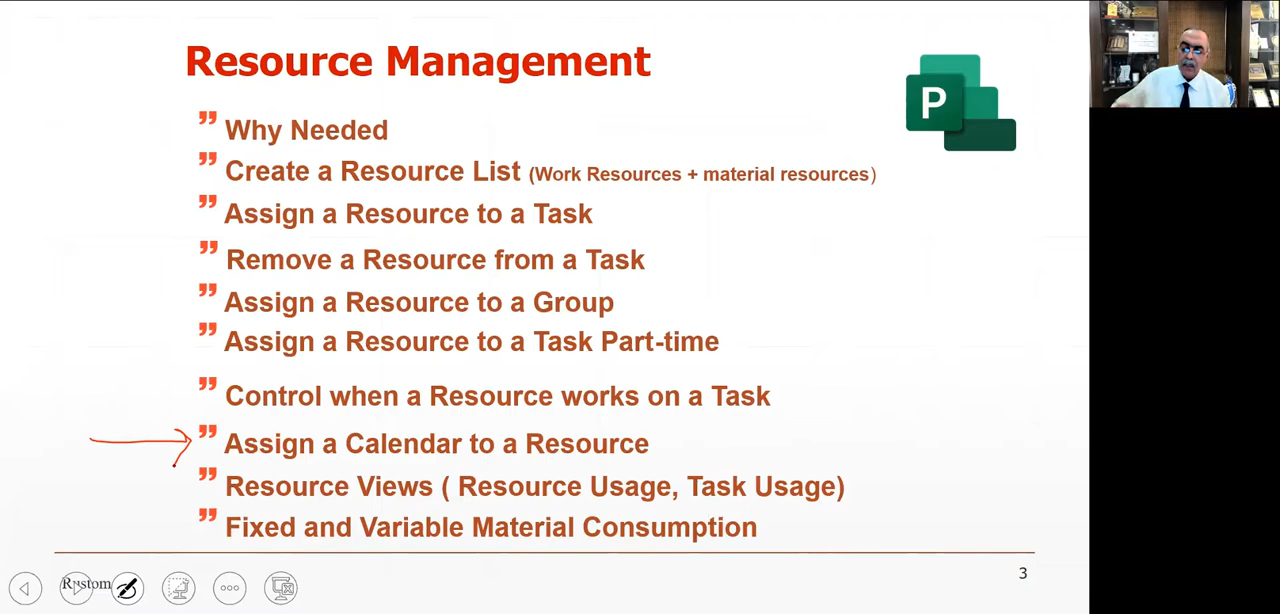 Resource Management
P
” Why Needed
” Create a Resource List (Work Resources + material resources)
” Assign a Resource to a Task
” Remove a Resource from a Task
” Assign a Resource to a Group
” Assign a Resource to a Task Part-time
” Control when a Resource works on a Task
” Assign a Calendar to a Resource
” Resource Views ( Resource Usage, Task Usage)
” Fixed and Variable Material Consumption
Rustom
3